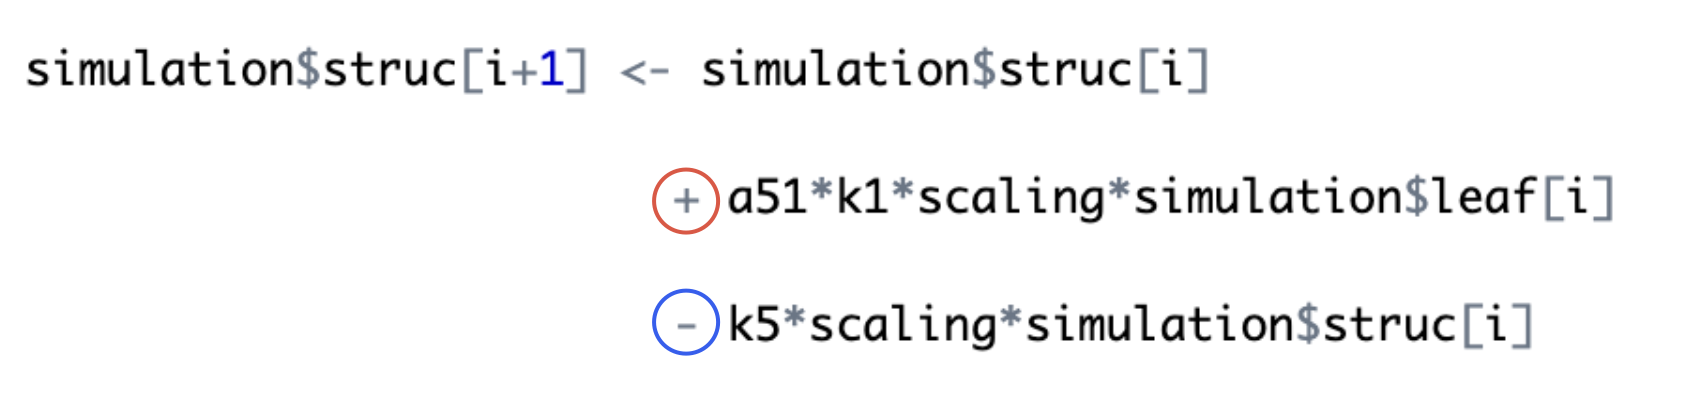 simulation$struc[i+1] <- simulation$struc[i]
+ a51*k1*scaling*simulation$leaf[i]
- k5*scaling*simulation$struc[i]